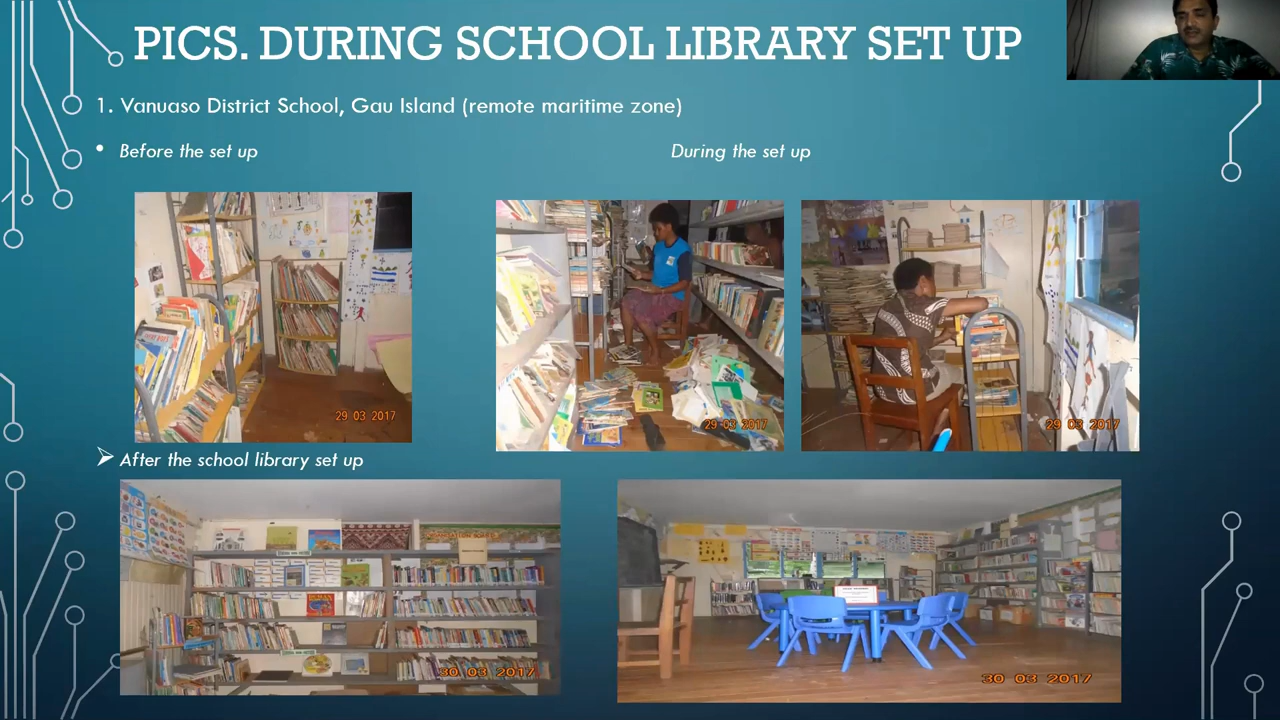 PICS. DURING SCHOOL LIBRARY SET UP
1. Vanuaso District School, Gau Island (remote maritime zone)
• Before the set up
During the set up
29 03 2017
29 03 2017
29 03 2017
➢ After the school library set up
30 03 2017
30 03 2017